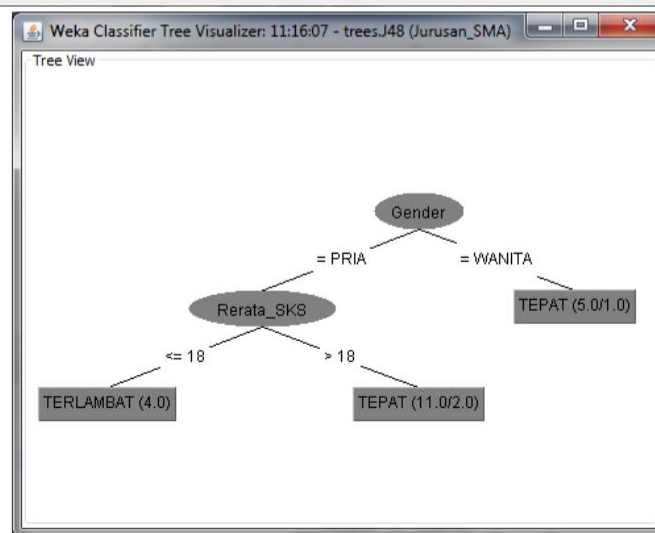 Weka Classifier Tree Visualizer: 11:16:07 - trees.J48 (Jurusan_SMA)
Tree View
Gender
= PRIA
= WANITA
Rerata_SKS
TEPAT (5.0/1.0)
<= 18
> 18
TERLAMBAT (4.0)
TEPAT (11.0/2.0)